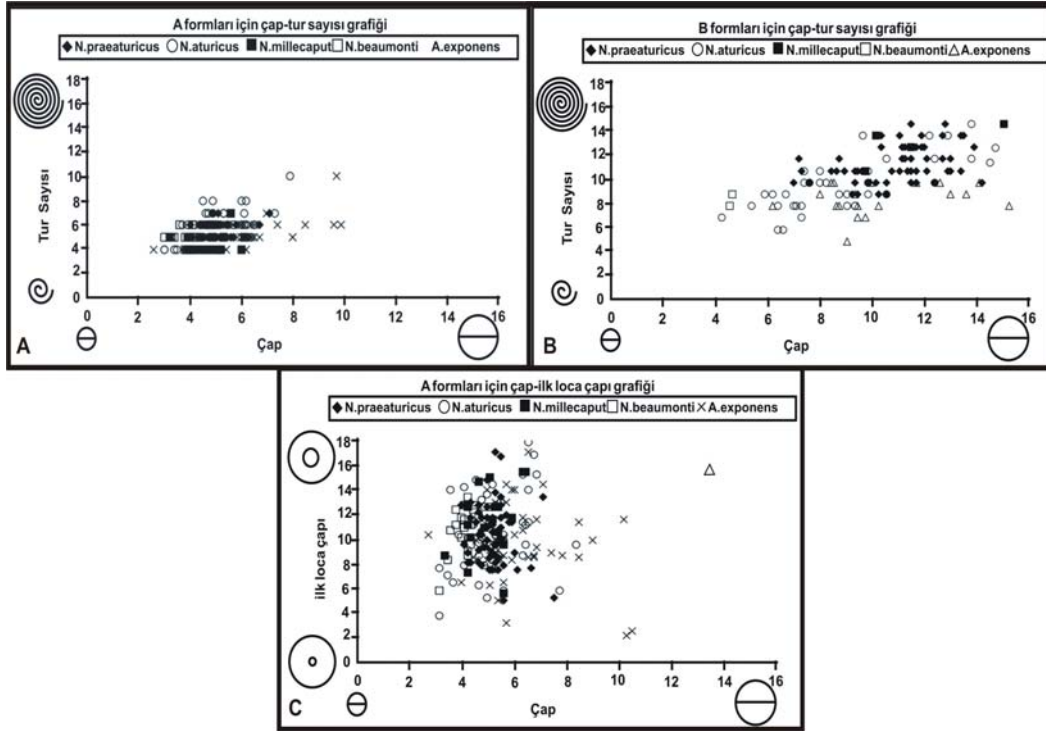 A formları için çap-tur sayısı grafiği
N.praeaturicus N.aturicus N.millecaput N.beaumonti A.exponens
18
16
14
12
10
8
6
4
2
0
Tur Sayısı
0 2 4 6 8 10 12 14 16
A
Çap
B formları için çap-tur sayısı grafiği
N.praeaturicus N.aturicus N.millecaput N.beaumonti A.exponens
18
16
14
12
10
8
6
4
2
0
Tur Sayısı
0 2 4 6 8 10 12 14 16
B
Çap
A formları için çap-ilk loca çapı grafiği
N.praeaturicus N.aturicus N.millecaput N.beaumonti A.exponens
18
16
14
12
10
8
6
4
2
0
ilk loca çapı
0 2 4 6 8 10 12 14 16
C
Çap